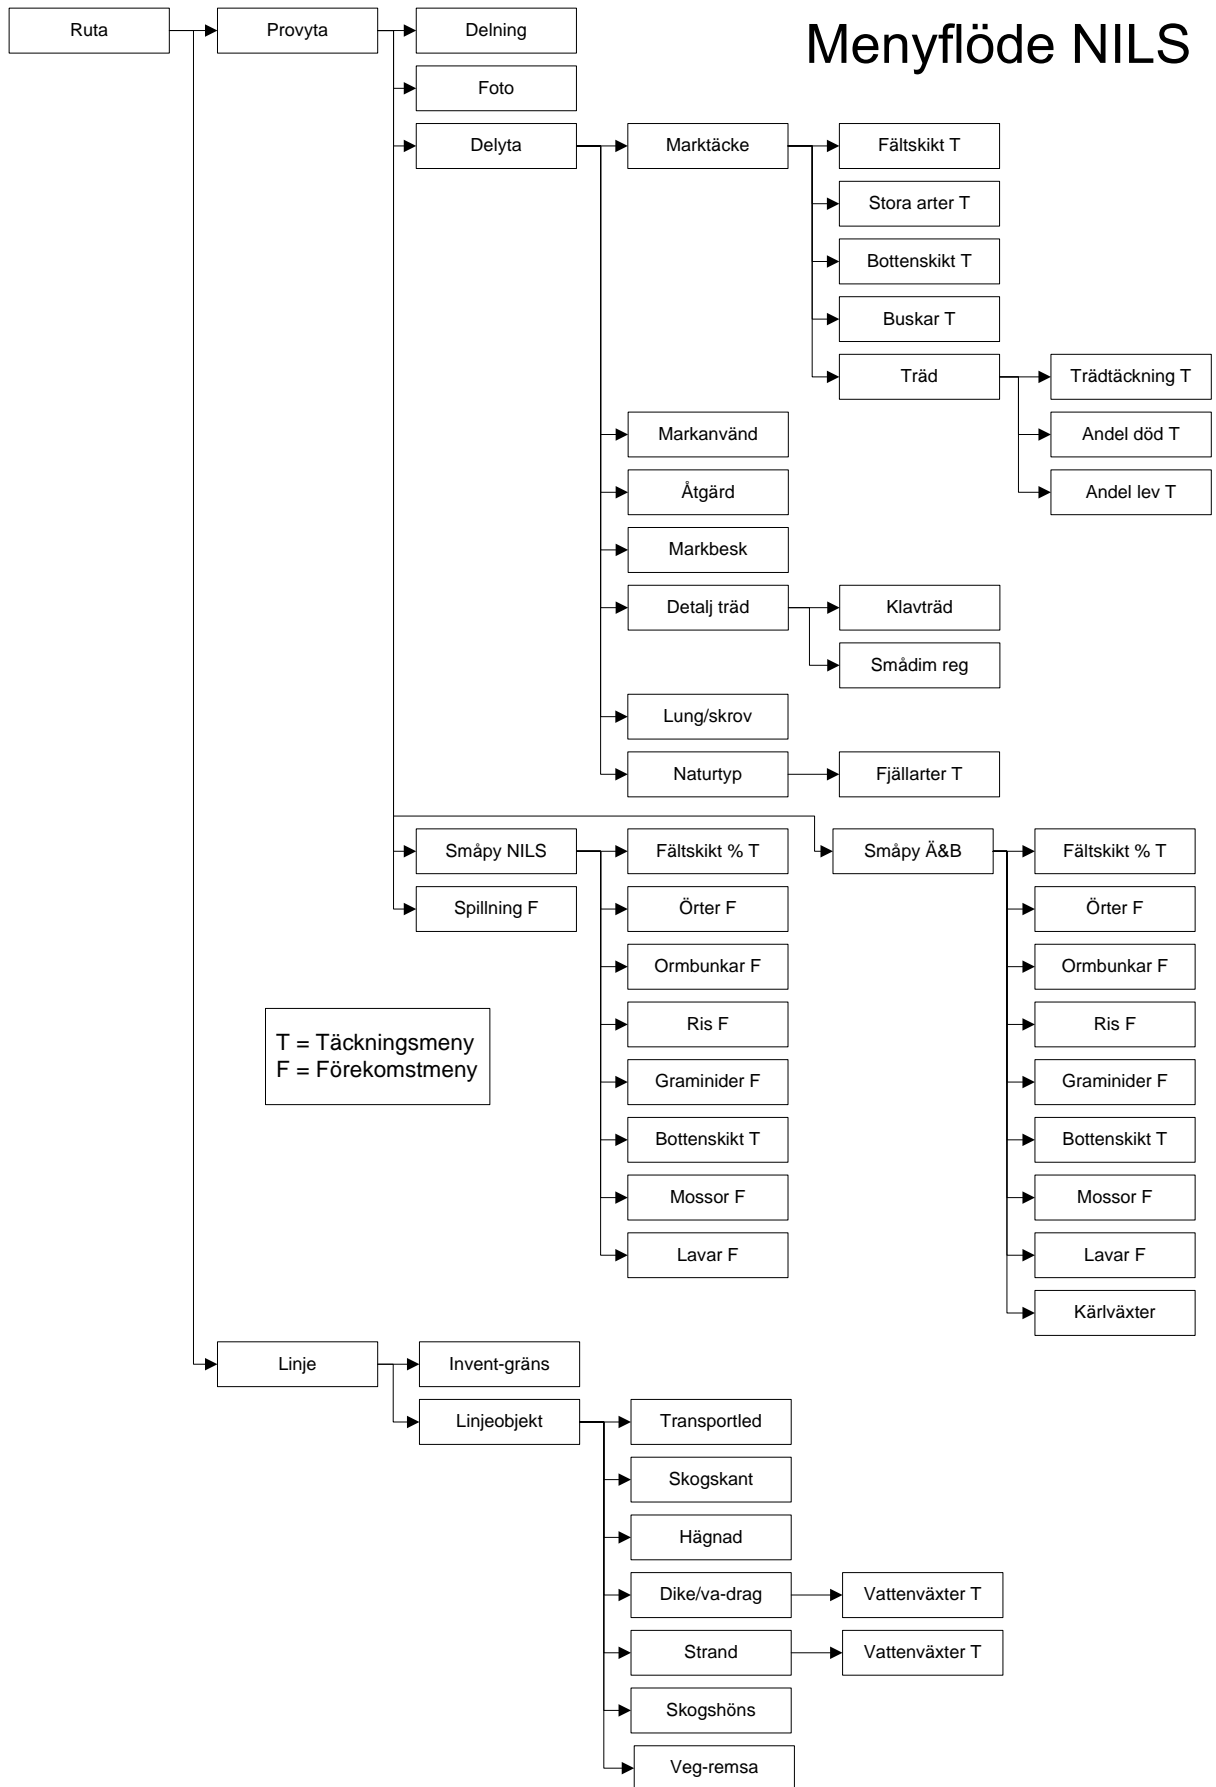 Menyflöde NILS
Ruta
Provyta
Delning
Foto
Delyta
Marktäcke
Fältskikt T
Stora arter T
Bottenskikt T
Buskar T
Träd
Trädtäckning T
Andel död T
Andel lev T
Markanvänd
Åtgärd
Markbesk
Detalj träd
Klavträd
Smådim reg
Lung/skrov
Naturtyp
Fjällarter T
Småpy NILS
Fältskikt % T
Örter F
Ormbunkar F
Ris F
Graminider F
Bottenskikt T
Mossor F
Lavar F
Småpy Ä&B
Fältskikt % T
Örter F
Ormbunkar F
Ris F
Graminider F
Bottenskikt T
Mossor F
Lavar F
Kärlväxter
Spillning F
T = Täckningsmeny
F = Förekomstmeny
Linje
Invent-gräns
Linjeobjekt
Transportled
Skogskant
Hägnad
Dike/va-drag
Vattenväxter T
Strand
Vattenväxter T
Skogshöns
Veg-remsa